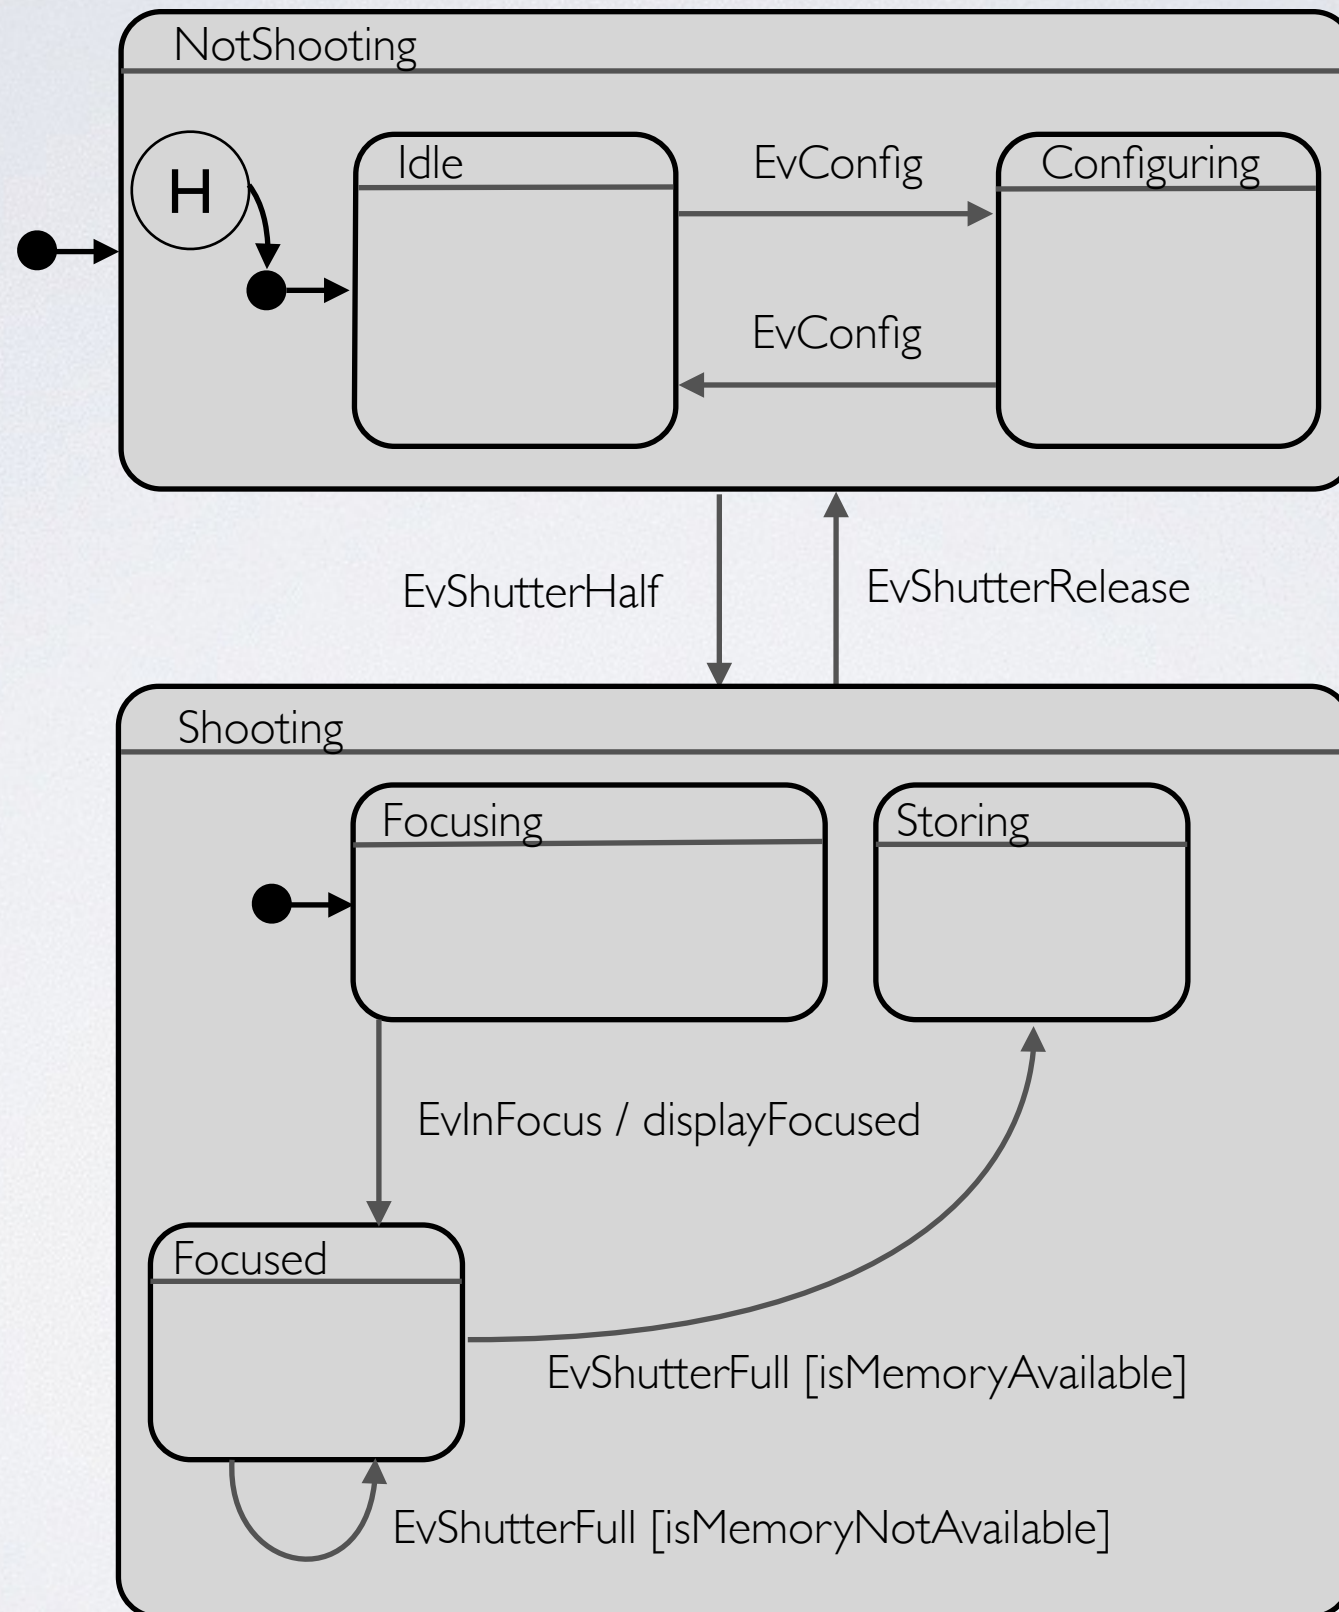 NotShooting
H
Idle
EvConfig
Configuring
EvConfig
EvShutterHalf
EvShutterRelease
Shooting
Focusing
Storing
EvInFocus / displayFocused
Focused
EvShutterFull [isMemoryAvailable]
EvShutterFull [isMemoryNotAvailable]